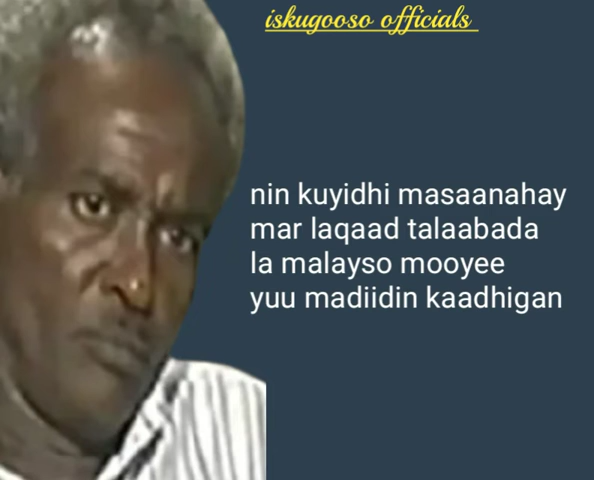 iskugooso officials
nin kuyidhi masaanahay
mar laqaad talaabada
la malayso mooyee
yuu madiidin kaadhigan